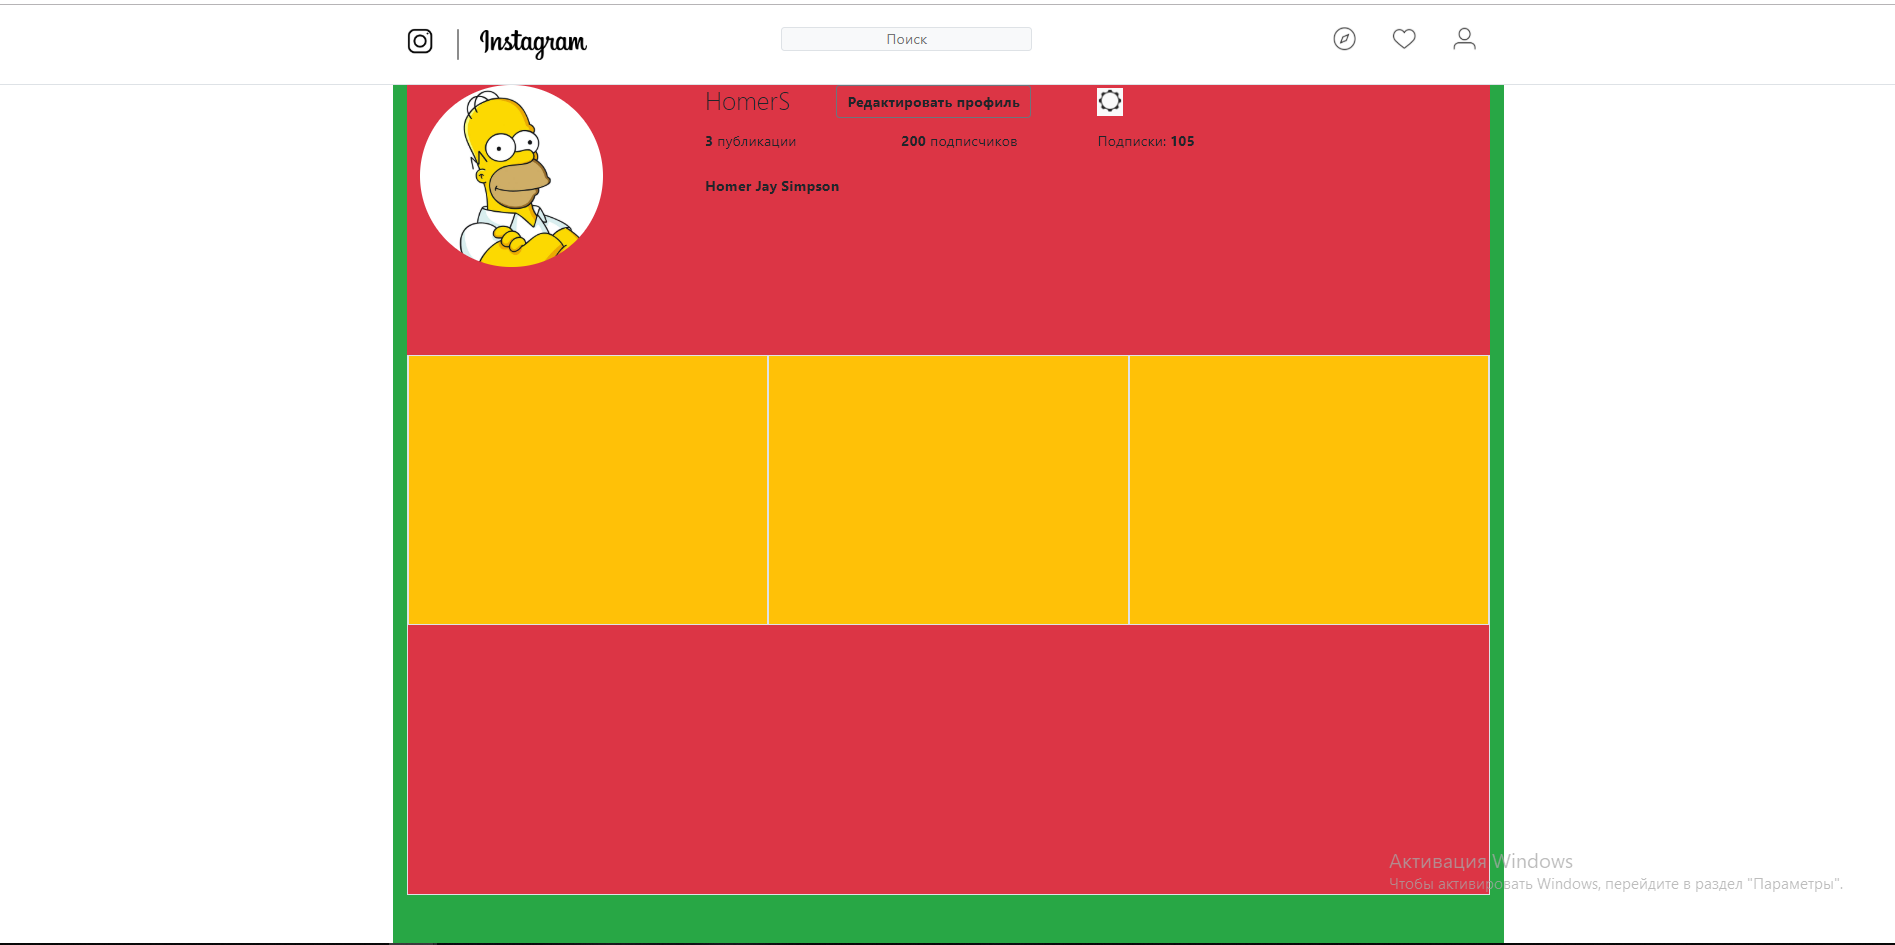 Instagram
Поиск
HomerS
Редактировать профиль
3 публикации
200 подписчиков
Подписки: 105
Homer Jay Simpson
Активация Windows
Чтобы активировать Windows, перейдите в раздел "Параметры".